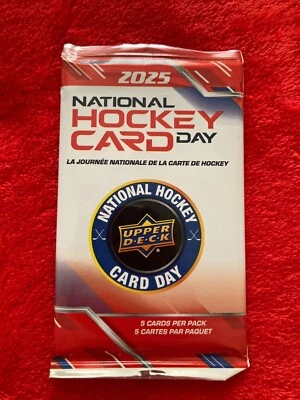 2025
NATIONAL
HOCKEY
CARD DAY
LA JOURNÉE NATIONALE DE LA CARTE DE HOCKEY
NATIONAL HOCKEY
UPPER
D·E·C·K
CARD DAY
5 CARDS PER PACK
5 CARTES PAR PAQUET